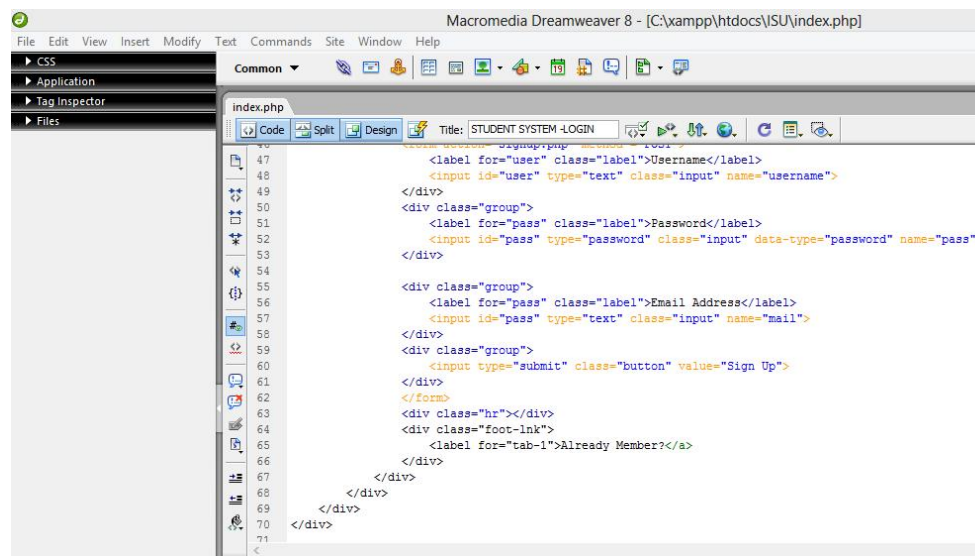 Macromedia Dreamweaver 8 - [C:\xampp\htdocs\ISU\index.php]
File Edit View Insert Modify Text Commands Site Window Help
CSS
Application
Tag Inspector
Files
Common
index.php
Code Split Design Title: STUDENT SYSTEM -LOGIN
46 <form action="signup.php" method = "POST">
47 <label for="user" class="label">Username</label>
48 <input id="user" type="text" class="input" name="username">
49 </div>
50 <div class="group">
51 <label for="pass" class="label">Password</label>
52 <input id="pass" type="password" class="input" data-type="password" name="pass"
53 </div>
54
55 <div class="group">
56 <label for="pass" class="label">Email Address</label>
57 <input id="pass" type="text" class="input" name="mail">
58 </div>
59 <div class="group">
60 <input type="submit" class="button" value="Sign Up">
61 </div>
62 </form>
63 <div class="hr"></div>
64 <div class="foot-lnk">
65 <label for="tab-1">Already Member?</a>
66 </div>
67 </div>
68 </div>
69 </div>
70 </div>
71